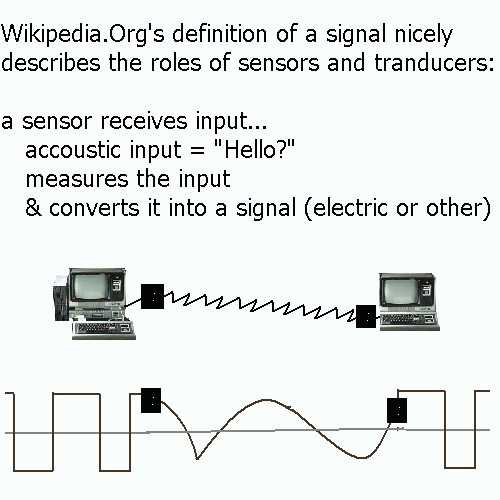 Wikipedia.Org's definition of a signal nicely
describes the roles of sensors and tranducers:
a sensor receives input...
accoustic input = "Hello?"
measures the input
& converts it into a signal (electric or other)